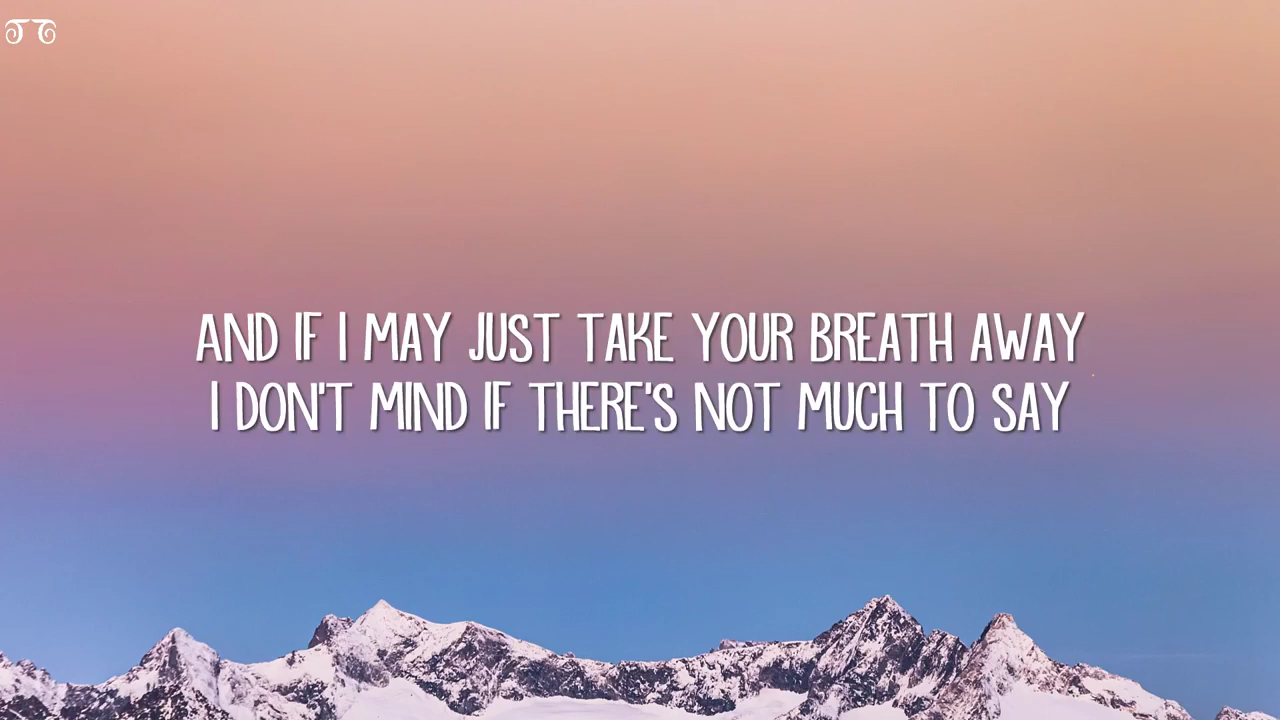 AND IF I MAY JUST TAKE YOUR BREATH AWAY
I DON'T MIND IF THERE'S NOT MUCH TO SAY